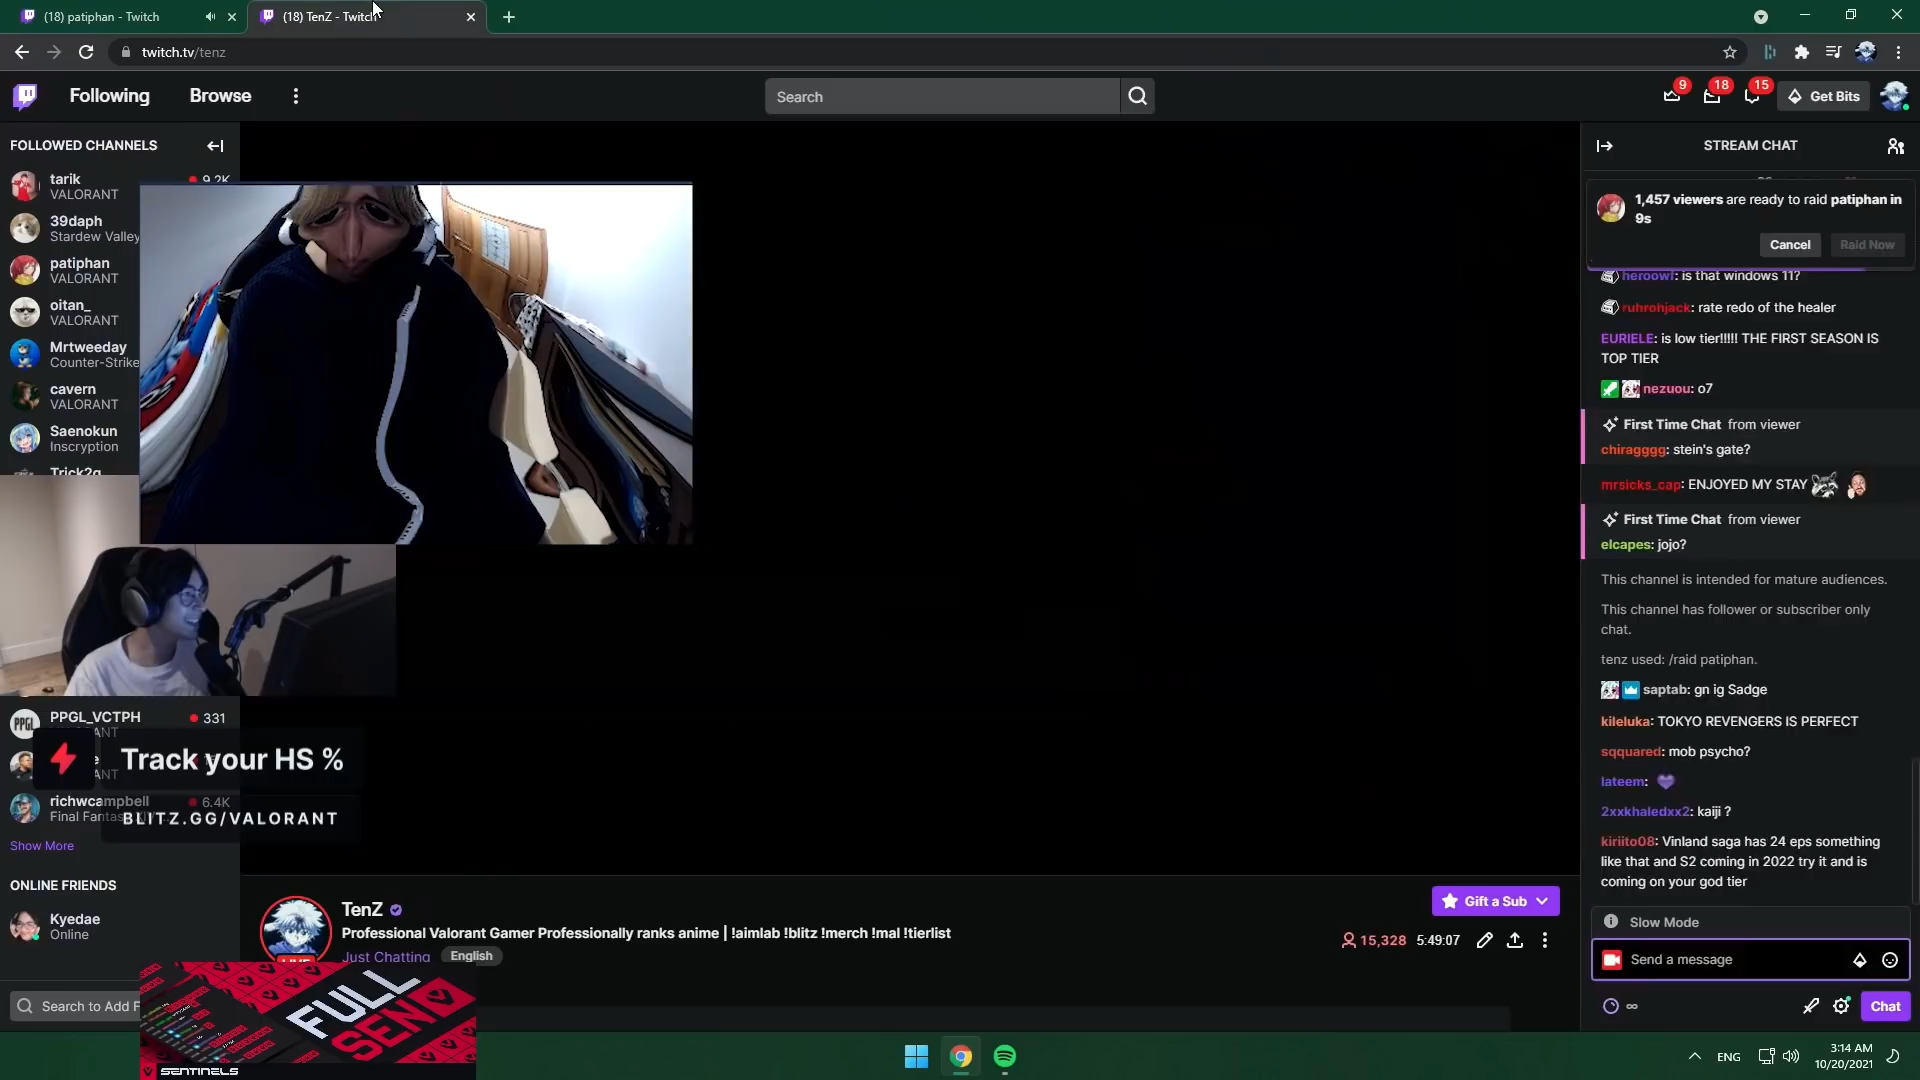 (18) patiphan - Twitch
(18) TenZ - Twitch
twitch.tv/tenz
Following
Browse
Search
9
18
15
Get Bits
FOLLOWED CHANNELS
tarik
9.2K
VALORANT
39daph
Stardew Valley
patiphan
VALORANT
oitan_
VALORANT
Mrtweeday
Counter-Strike
cavern
VALORANT
Saenokun
Inscryption
Trick2g
PPGL_VCTPH
331
Track your HS %
richwcampbell
6.4K
BLITZ.GG/VALORANT
Show More
ONLINE FRIENDS
Kyedae
Online
Search to Add F
FULL
SEND
SENTINELS
TenZ
Professional Valorant Gamer Professionally ranks anime | !aimlab !blitz !merch !mal !tierlist
Just Chatting
English
LIVE
Gift a Sub
15,328
5:49:07
STREAM CHAT
1,457 viewers are ready to raid patiphan in
9s
Cancel
Raid Now
heroowf: is that windows 11?
ruhrohjack: rate redo of the healer
EURIELE: is low tier!!!!! THE FIRST SEASON IS
TOP TIER
nezuou: o7
First Time Chat from viewer
chiragggg: stein's gate?
mrsicks_cap: ENJOYED MY STAY
First Time Chat from viewer
elcapes: jojo?
This channel is intended for mature audiences.
This channel has follower or subscriber only
chat.
tenz used: /raid patiphan.
saptab: gn ig Sadge
kileluka: TOKYO REVENGERS IS PERFECT
sqquared: mob psycho?
lateem:
2xxkhaledxx2: kaiji ?
kiriito08: Vinland saga has 24 eps something
like that and S2 coming in 2022 try it and is
coming on your god tier
Slow Mode
Send a message
Chat
ENG
3:14 AM
10/20/2021